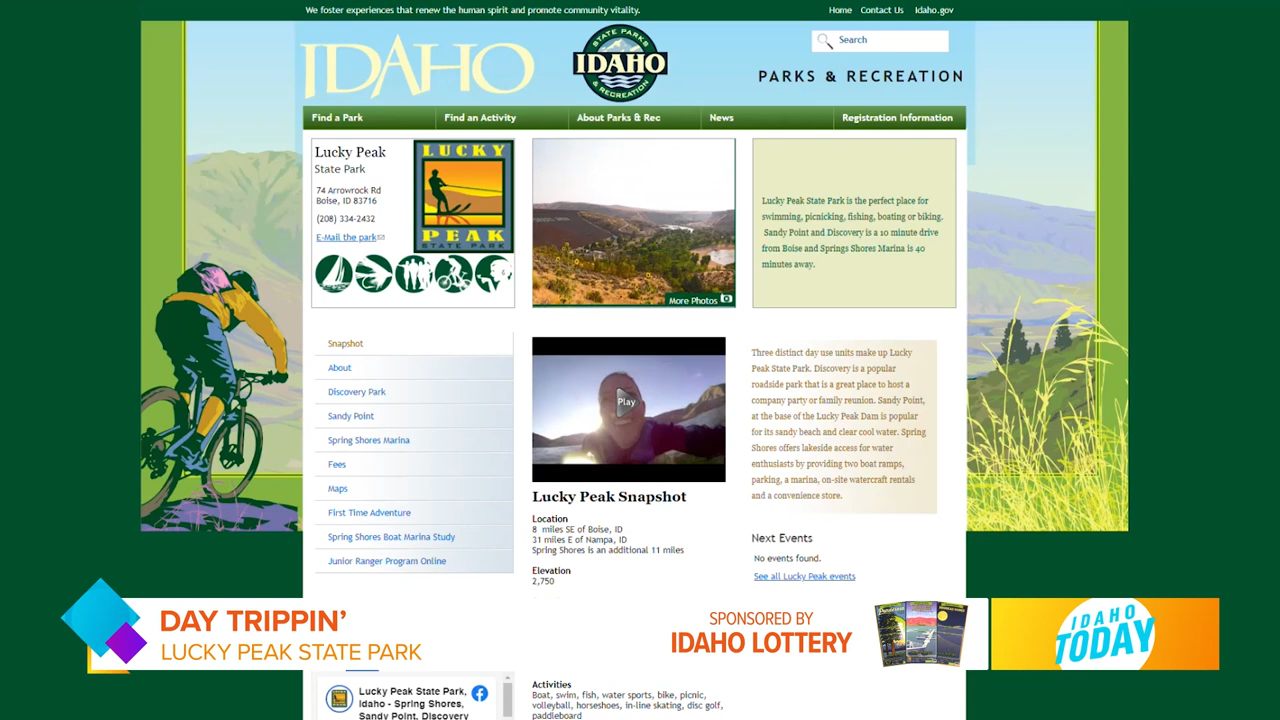 We foster experiences that renew the human spirit and promote community vitality.
Home Contact Us Idaho.gov
IDAHO
STATE PARKS
IDAHO
& RECREATION
Search
PARKS & RECREATION
Find a Park
Find an Activity
About Parks & Rec
News
Registration Information
Lucky Peak
State Park
74 Arrowrock Rd
Boise, ID 83716
(208) 334-2432
E-Mail the park
LUCKY
PEAK
STATE PARK
More Photos
Lucky Peak State Park is the perfect place for
swimming, picnicking, fishing, boating or biking.
Sandy Point and Discovery is a 10 minute drive
from Boise and Springs Shores Marina is 40
minutes away.
Snapshot
About
Discovery Park
Sandy Point
Spring Shores Marina
Fees
Maps
First Time Adventure
Spring Shores Boat Marina Study
Junior Ranger Program Online
Play
Lucky Peak Snapshot
Location
8 miles SE of Boise, ID
31 miles E of Nampa, ID
Spring Shores is an additional 11 miles
Elevation
2,750
Three distinct day use units make up Lucky
Peak State Park. Discovery is a popular
roadside park that is a great place to host a
company party or family reunion. Sandy Point,
at the base of the Lucky Peak Dam is popular
for its sandy beach and clear cool water. Spring
Shores offers lakeside access for water
enthusiasts by providing two boat ramps,
parking, a marina, on-site watercraft rentals
and a convenience store.
Next Events
No events found.
See all Lucky Peak events
DAY TRIPPIN'
LUCKY PEAK STATE PARK
SPONSORED BY
IDAHO LOTTERY
IDAHO
TODAY
Lucky Peak State Park,
Idaho - Spring Shores,
Sandy Point, Discovery
Activities
Boat, swim, fish, water sports, bike, picnic,
volleyball, horseshoes, in-line skating, disc golf,
paddleboard